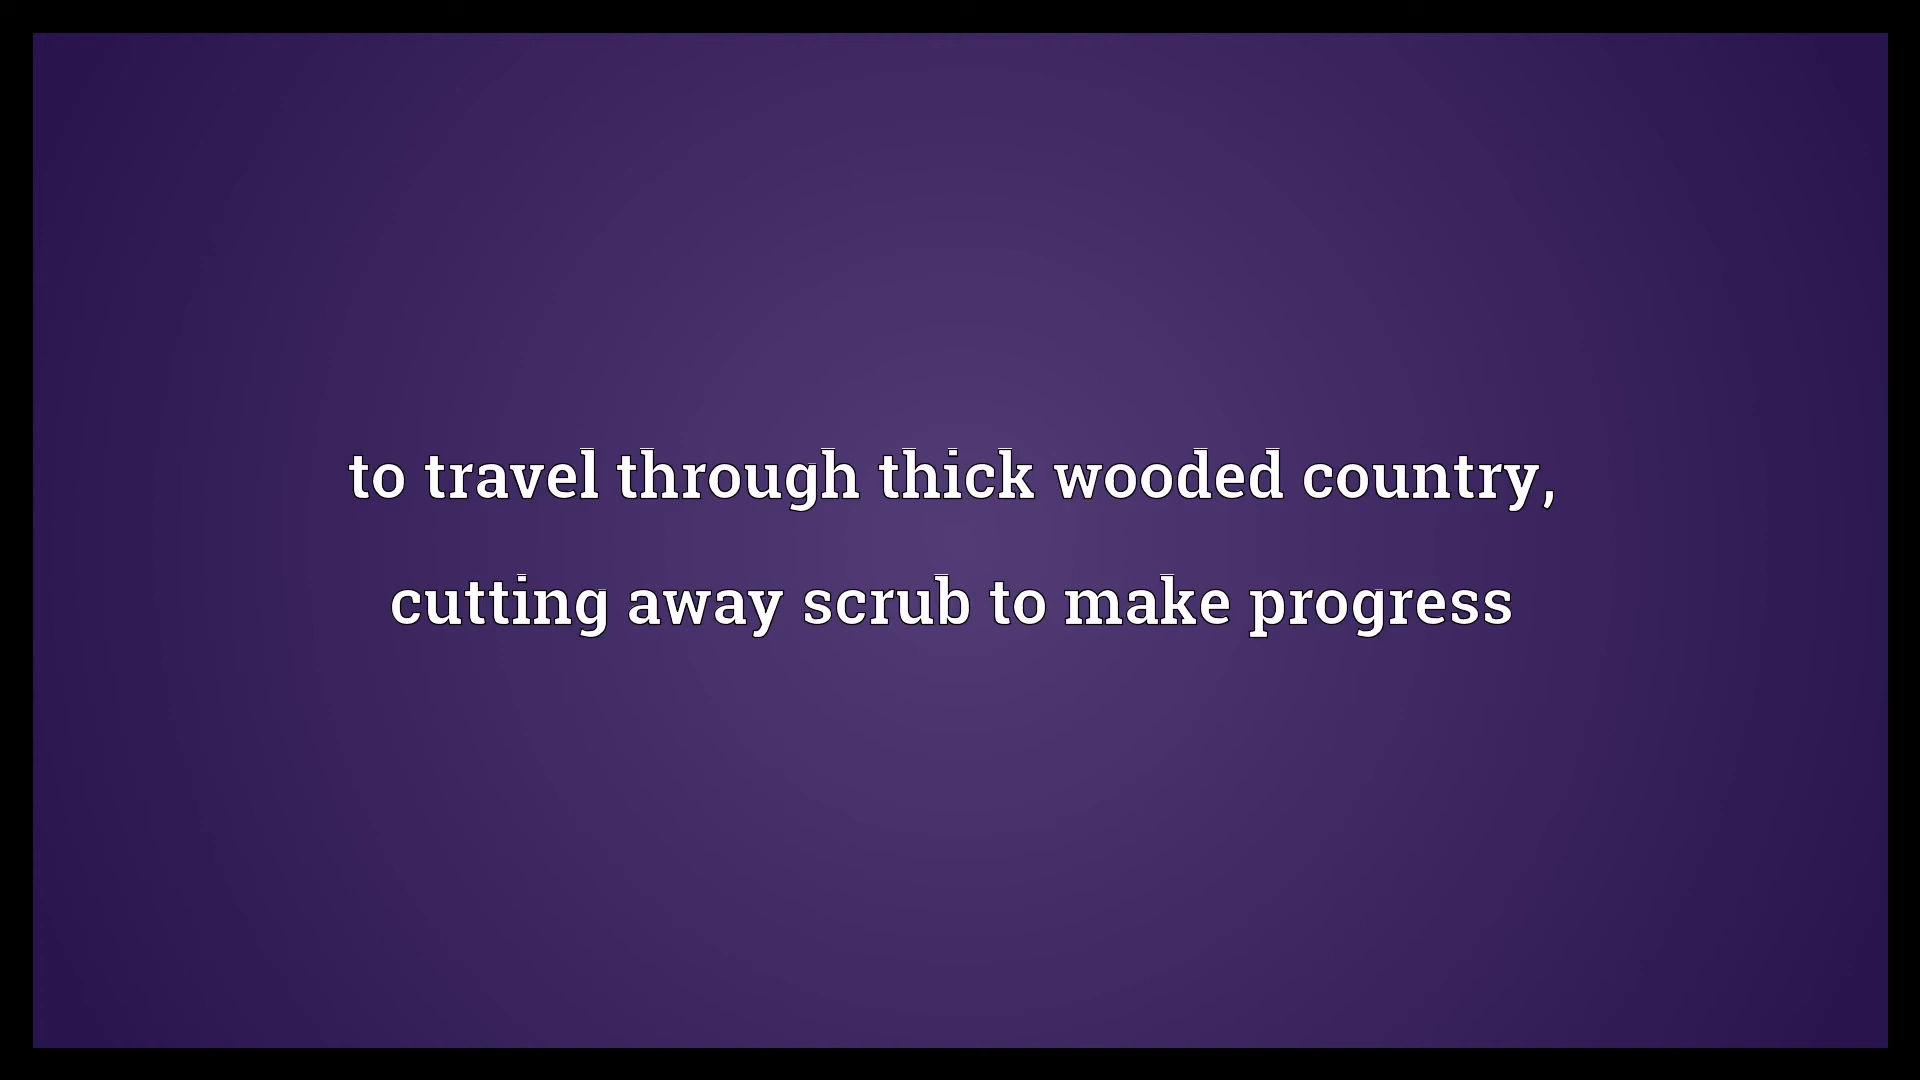 to travel through thick wooded country,
cutting away scrub to make progress